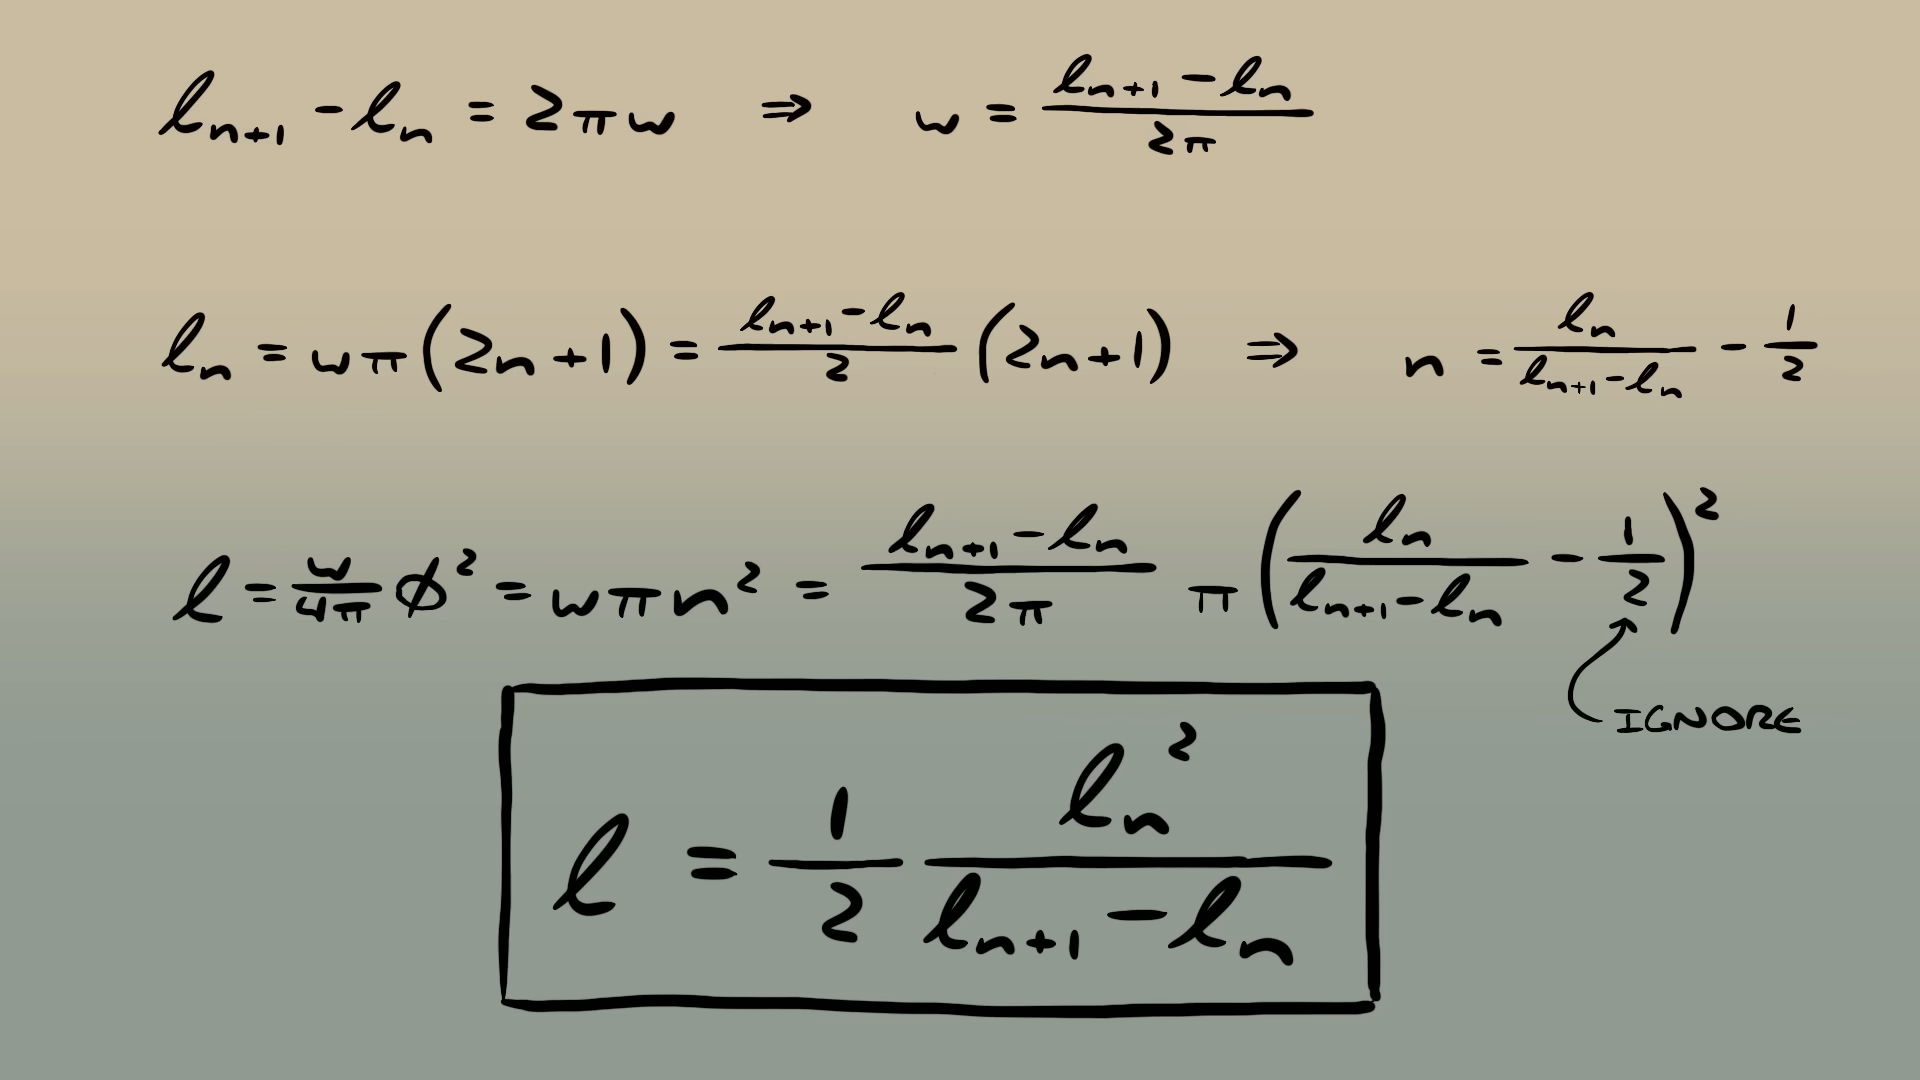 ℓₙ₊₁ − ℓₙ = 2πw ⇒ w = (ℓₙ₊₁ − ℓₙ)/(2π)
ℓₙ = wπ(2n + 1) = (ℓₙ₊₁ − ℓₙ)/2 (2n + 1) ⇒ n = ℓₙ/(ℓₙ₊₁ − ℓₙ) − 1/2
ℓ = w/(4π) ϕ² = wπn² = (ℓₙ₊₁ − ℓₙ)/(2π) π (ℓₙ/(ℓₙ₊₁ − ℓₙ) − 1/2)²
IGNORE
ℓ = 1/2 ℓₙ²/(ℓₙ₊₁ − ℓₙ)